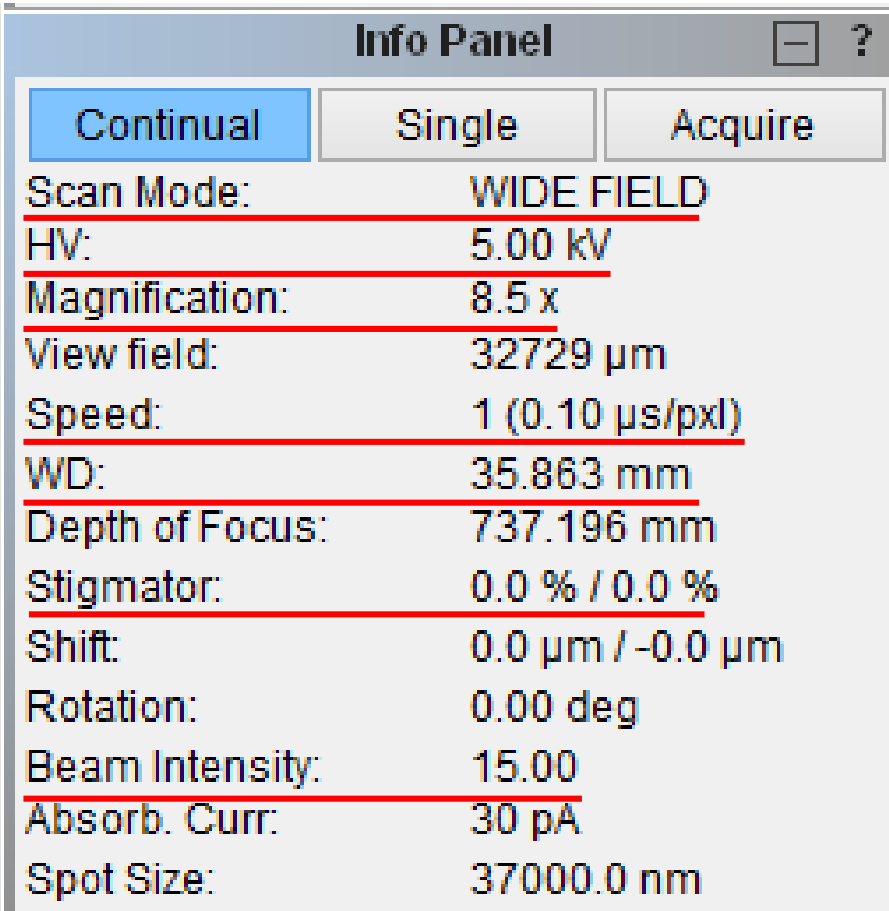 Info Panel ?
Continual Single Acquire
Scan Mode: WIDE FIELD
HV: 5.00 kV
Magnification: 8.5 x
View field: 32729 µm
Speed: 1 (0.10 µs/pxl)
WD: 35.863 mm
Depth of Focus: 737.196 mm
Stigmator: 0.0 % / 0.0 %
Shift: 0.0 µm / -0.0 µm
Rotation: 0.00 deg
Beam Intensity: 15.00
Absorb. Curr: 30 pA
Spot Size: 37000.0 nm